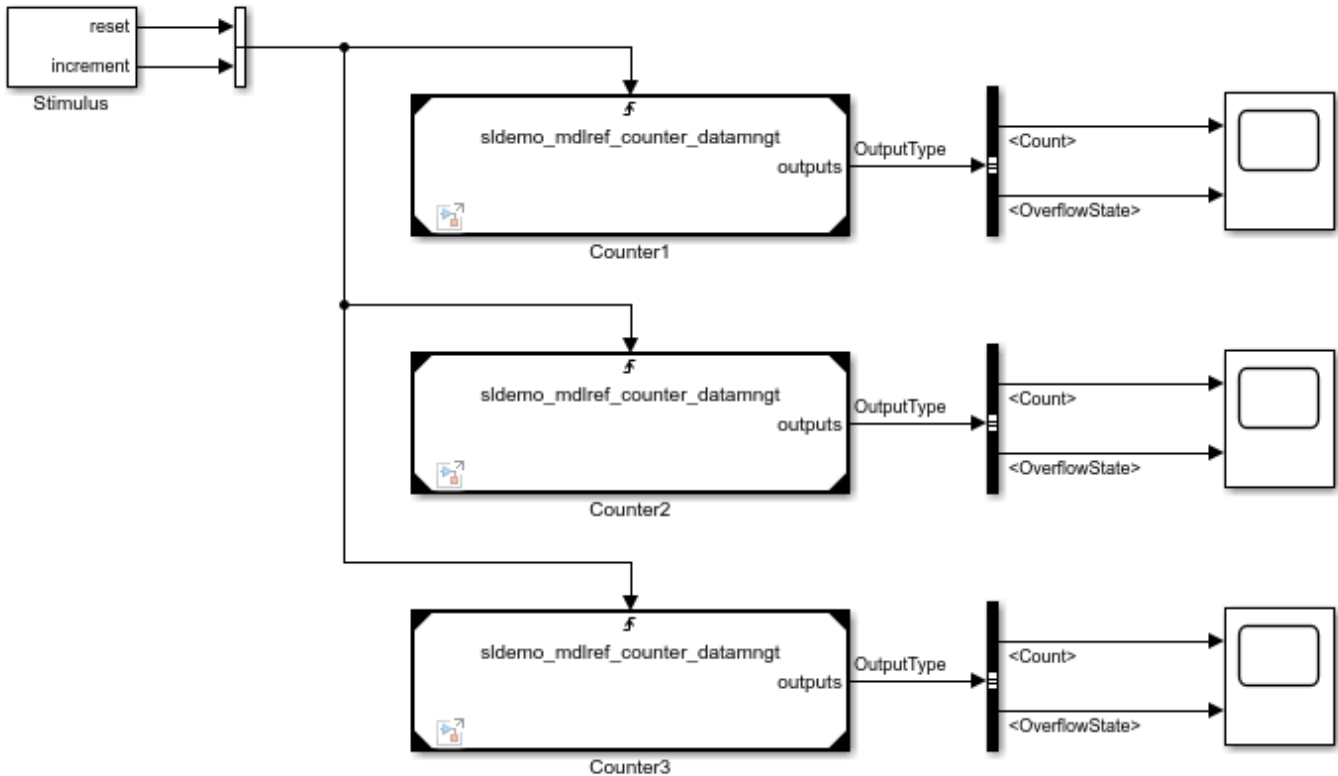 reset
increment
Stimulus
sldemo_mdlref_counter_datamngt
outputs
OutputType
<Count>
<OverflowState>
Counter1
sldemo_mdlref_counter_datamngt
outputs
OutputType
<Count>
<OverflowState>
Counter2
sldemo_mdlref_counter_datamngt
outputs
OutputType
<Count>
<OverflowState>
Counter3